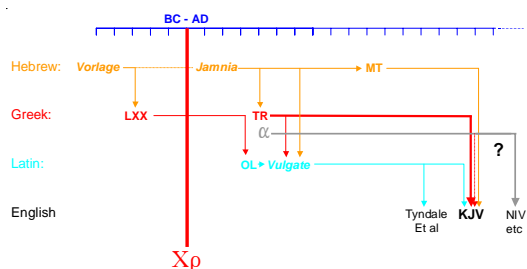 BC - AD
Hebrew: Vorlage Jamnia MT
Greek: LXX TR
α
?
Latin: OL Vulgate
English Tyndale KJV NIV
Et al etc
Χρ